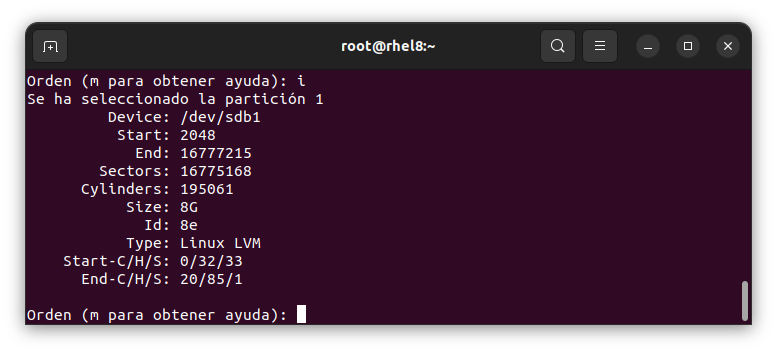 root@rhel8:~
Orden (m para obtener ayuda): i
Se ha seleccionado la partición 1
Device: /dev/sdb1
Start: 2048
End: 16777215
Sectors: 16775168
Cylinders: 195061
Size: 8G
Id: 8e
Type: Linux LVM
Start-C/H/S: 0/32/33
End-C/H/S: 20/85/1
Orden (m para obtener ayuda):